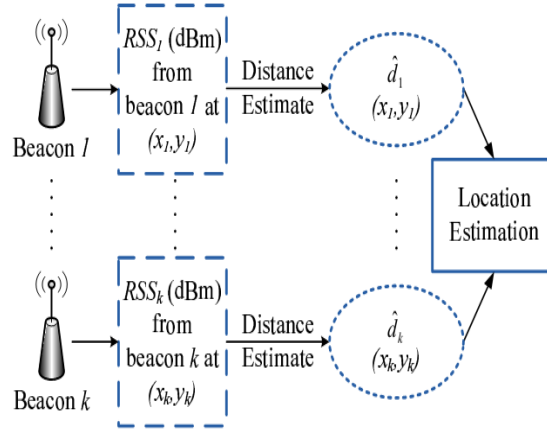 Beacon 1
RSS₁ (dBm)
from
beacon 1 at
(x₁,y₁)
Distance
Estimate
d̂₁
(x₁,y₁)
Location
Estimation
Beacon k
RSSₖ (dBm)
from
beacon k at
(xₖ,yₖ)
Distance
Estimate
d̂ₖ
(xₖ,yₖ)